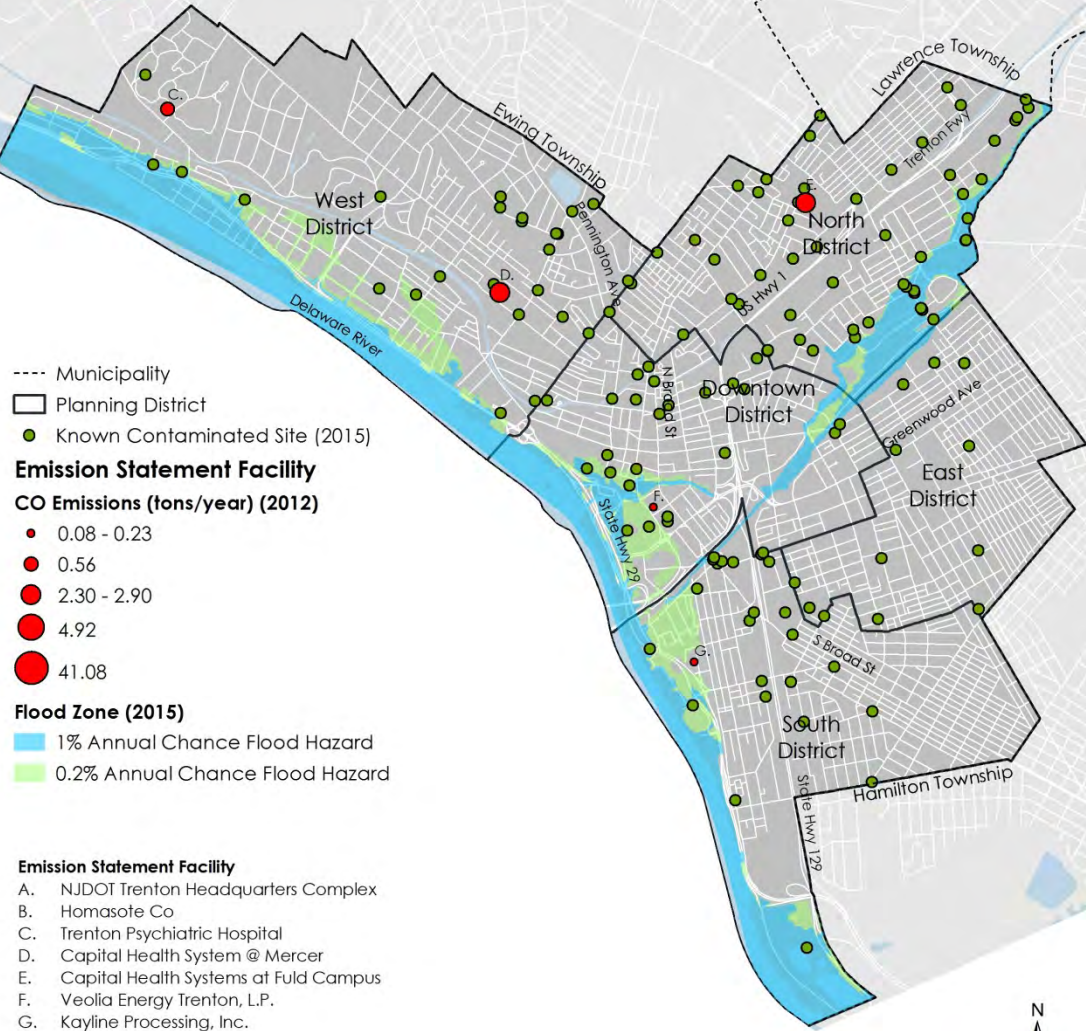 Lawrence Township
Trenton Fwy
Ewing Township
C.
E.
West
District
North
District
Pennington Ave
D.
US Hwy 1
Delaware River
N Broad St
Downtown
District
Greenwood Ave
East
District
F.
State Hwy 29
S Broad St
G.
South
District
State Hwy 129
Hamilton Township
Municipality
Planning District
Known Contaminated Site (2015)
Emission Statement Facility
CO Emissions (tons/year) (2012)
0.08 - 0.23
0.56
2.30 - 2.90
4.92
41.08
Flood Zone (2015)
1% Annual Chance Flood Hazard
0.2% Annual Chance Flood Hazard
Emission Statement Facility
A. NJDOT Trenton Headquarters Complex
B. Homasote Co
C. Trenton Psychiatric Hospital
D. Capital Health System @ Mercer
E. Capital Health Systems at Fuld Campus
F. Veolia Energy Trenton, L.P.
G. Kayline Processing, Inc.
N